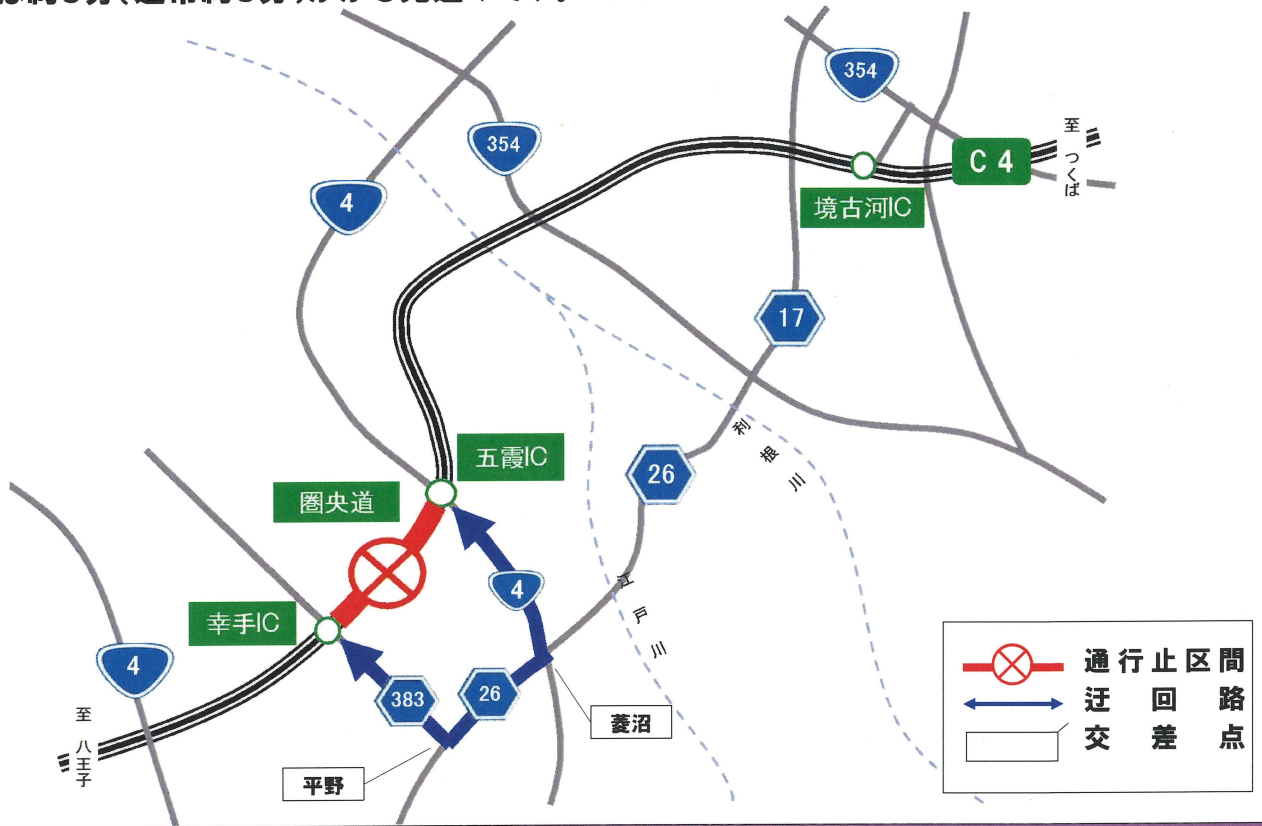 354
354
至 つくば
C 4
4
境古河IC
17
五霞IC
利根川
26
圏央道
4
江戸川
幸手IC
4
383
26
菱沼
至 八王子
平野
通行止区間
迂回路
交差点